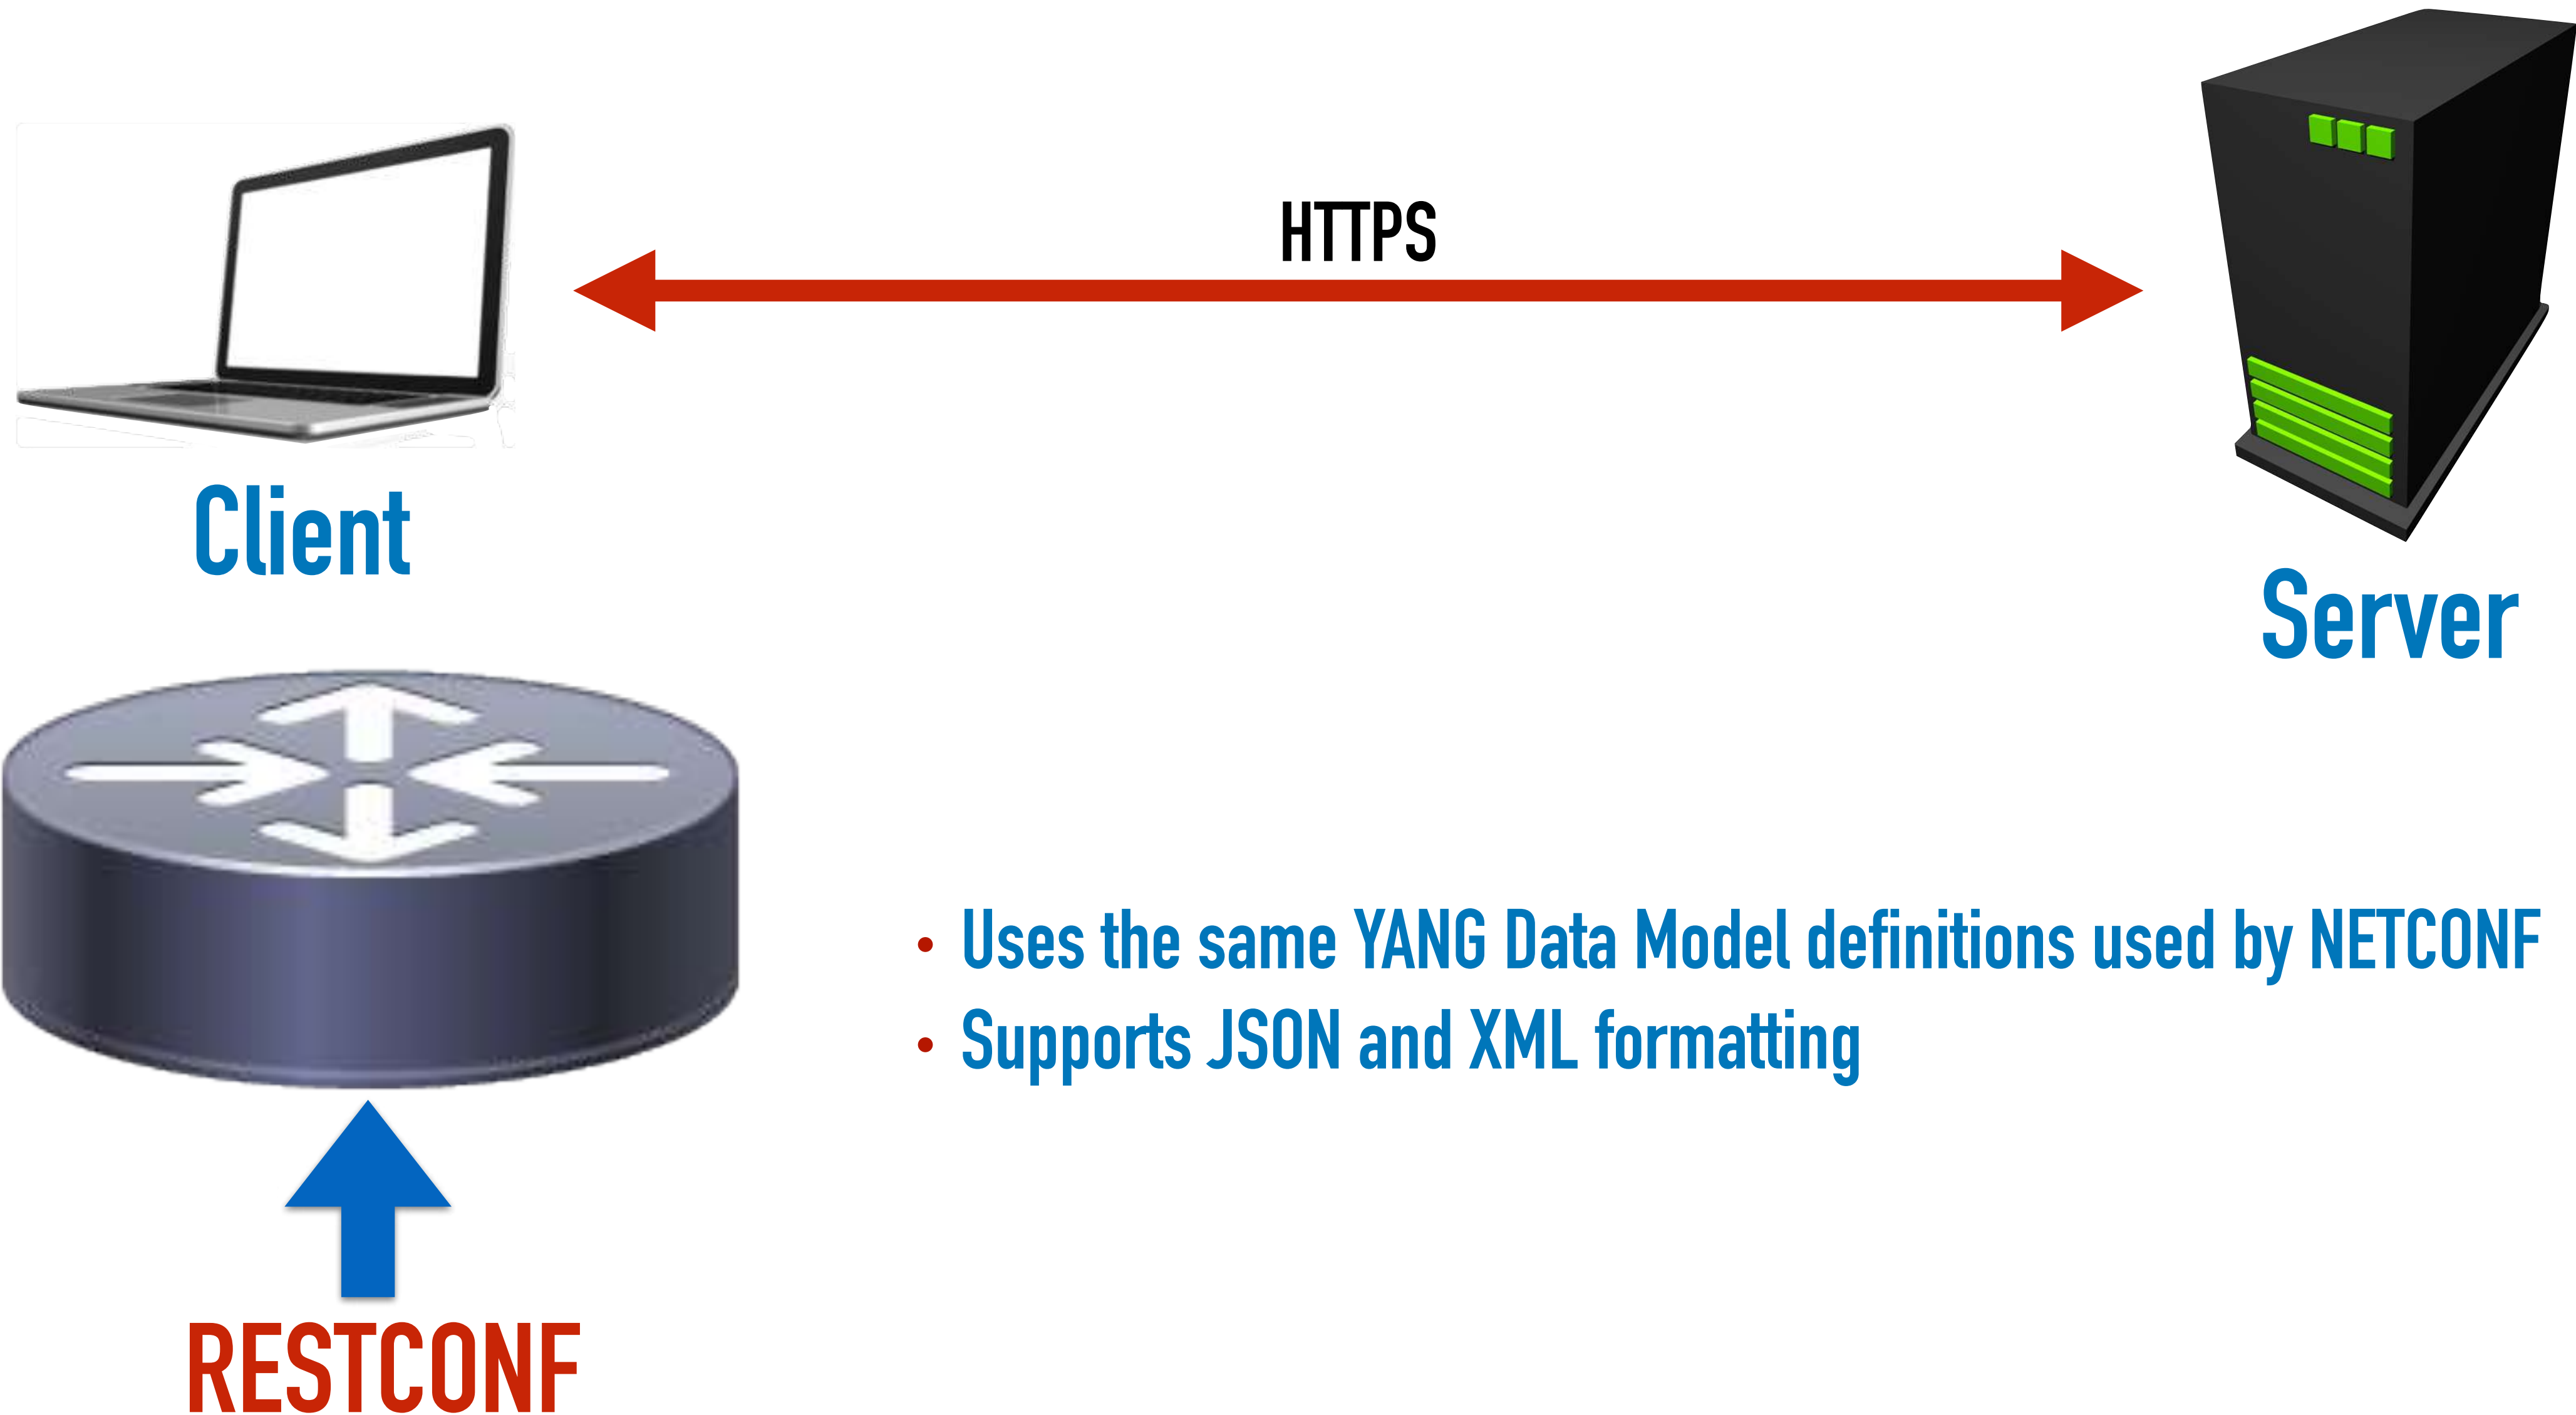 HTTPS
Client
Server
• Uses the same YANG Data Model definitions used by NETCONF
• Supports JSON and XML formatting
RESTCONF